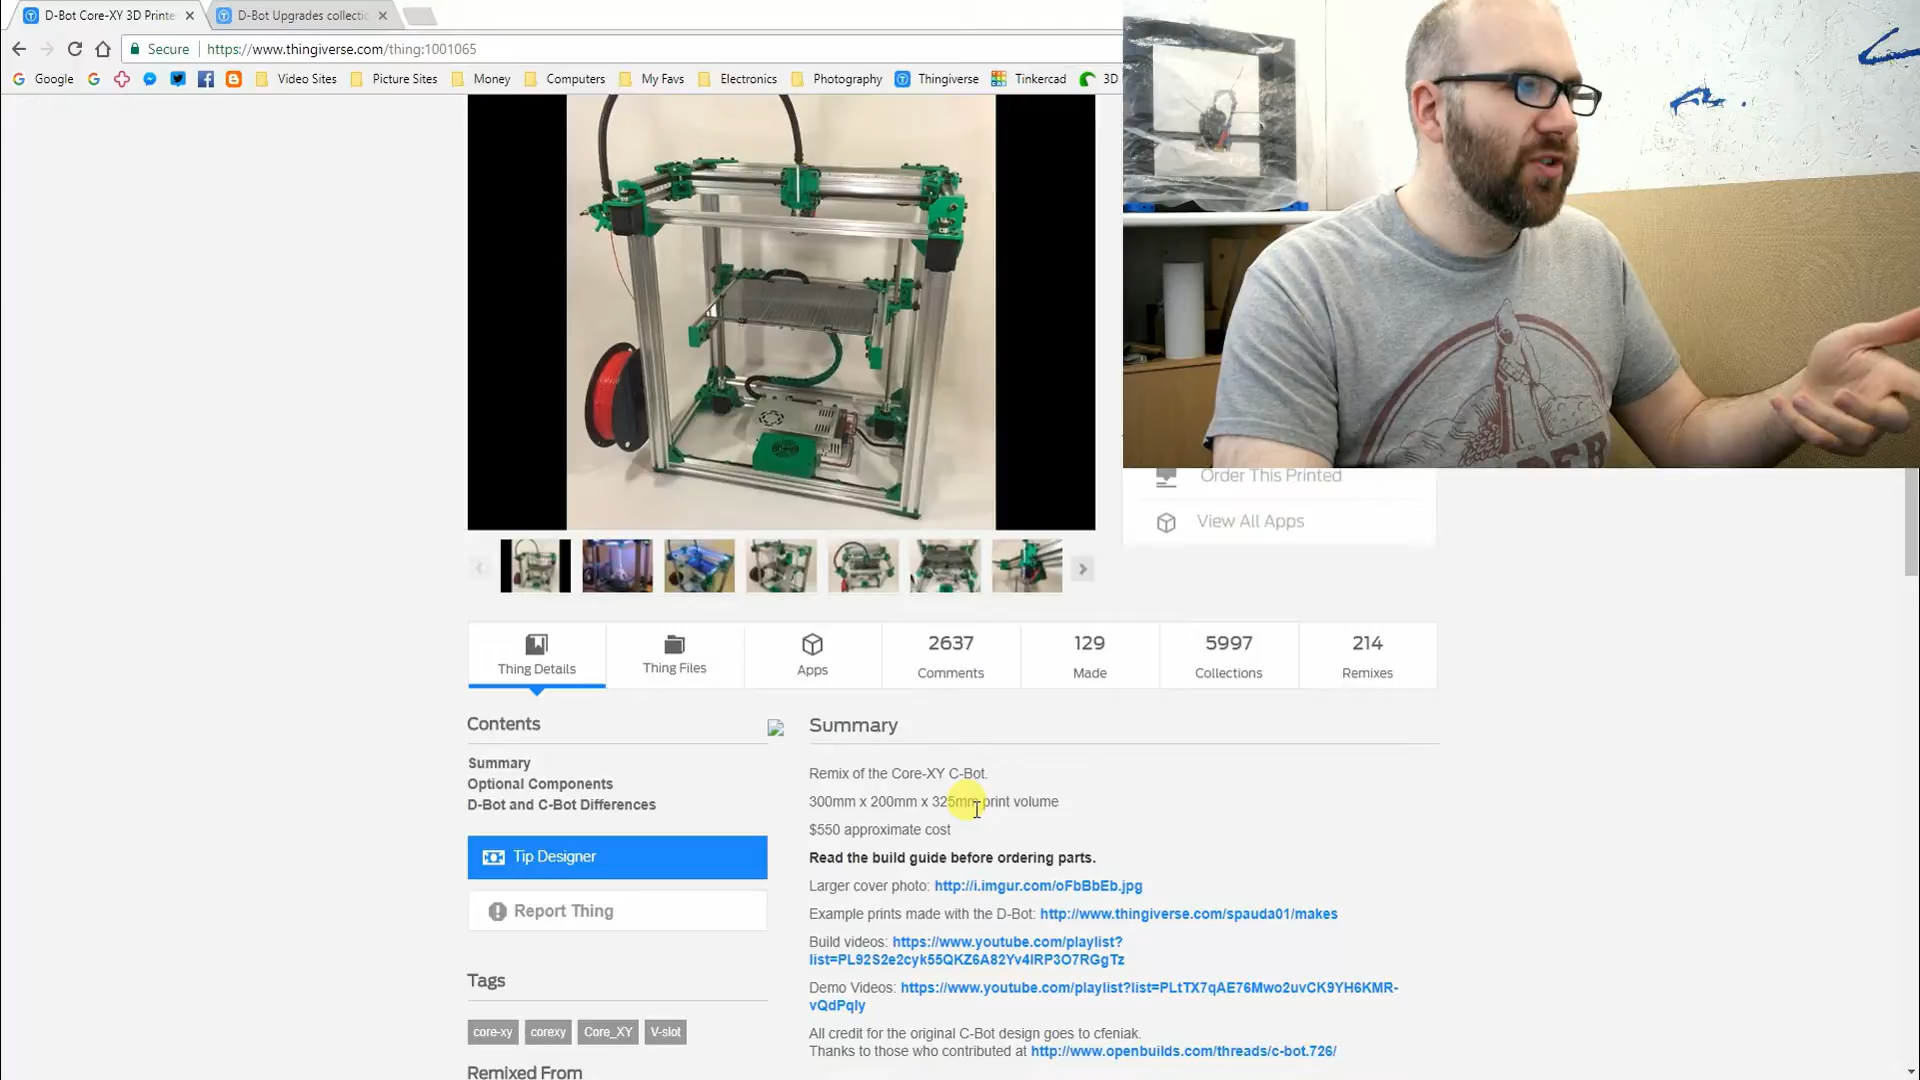 D-Bot Core-XY 3D Printe
D-Bot Upgrades collectio
Secure
https://www.thingiverse.com/thing:1001065
Google
Video Sites
Picture Sites
Money
Computers
My Favs
Electronics
Photography
Thingiverse
Tinkercad
3D
Order This Printed
View All Apps
Thing Details
Thing Files
Apps
2637
Comments
129
Made
5997
Collections
214
Remixes
Contents
Summary
Optional Components
D-Bot and C-Bot Differences
Tip Designer
Report Thing
Tags
core-xy
corexy
Core_XY
V-slot
Remixed From
Summary
Remix of the Core-XY C-Bot.
300mm x 200mm x 325mm print volume
$550 approximate cost
Read the build guide before ordering parts.
Larger cover photo: http://i.imgur.com/oFbBbEb.jpg
Example prints made with the D-Bot: http://www.thingiverse.com/spauda01/makes
Build videos: https://www.youtube.com/playlist?
list=PL92S2e2cyk55QKZ6A82Yv4lRP3O7RGgTz
Demo Videos: https://www.youtube.com/playlist?list=PLtTX7qAE76Mwo2uvCK9YH6KMR-
vQdPqly
All credit for the original C-Bot design goes to cfeniak.
Thanks to those who contributed at http://www.openbuilds.com/threads/c-bot.726/